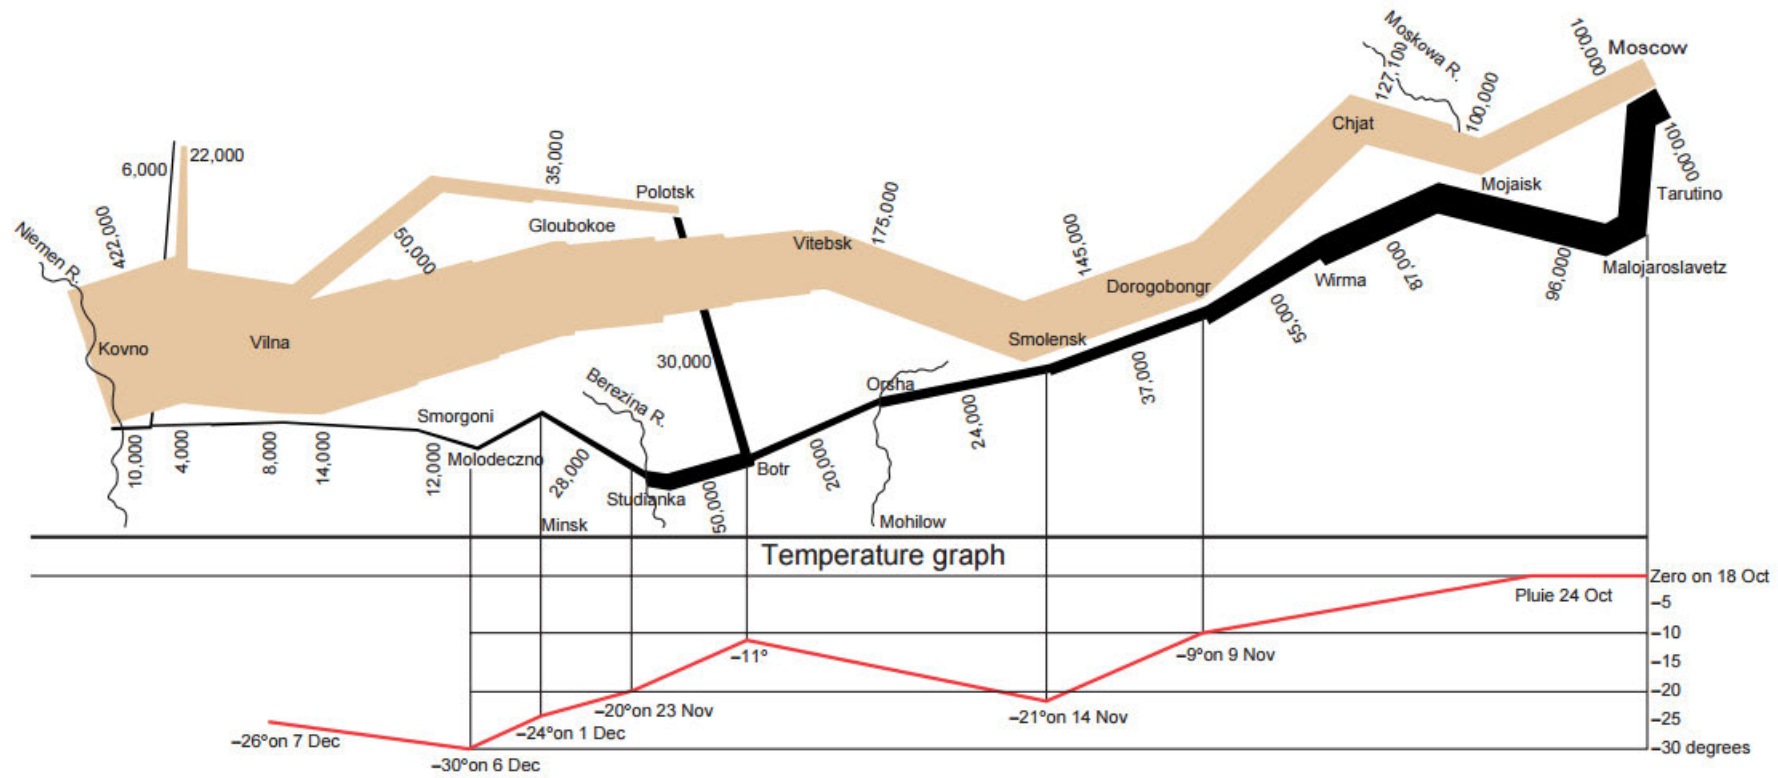 Moskowa R.
100,000
Moscow
127,100
100,000
Chjat
100,000
35,000
22,000
6,000
Polotsk
Mojaisk
Tarutino
175,000
422,000
Niemen R.
Gloubokoe
50,000
Vitebsk
145,000
Dorogobongr
Wirma
87,000
96,000
Malojaroslavetz
Kovno
Vilna
Smolensk
55,000
30,000
Berezina R.
Orsha
37,000
24,000
Smorgoni
10,000
4,000
8,000
14,000
12,000
Molodeczno
28,000
Studianka
50,000
Botr
20,000
Minsk
Mohilow
Temperature graph
Zero on 18 Oct
Pluie 24 Oct
–5
–10
–11°
–9°on 9 Nov
–15
–20
–20°on 23 Nov
–21°on 14 Nov
–25
–24°on 1 Dec
–26°on 7 Dec
–30 degrees
–30°on 6 Dec